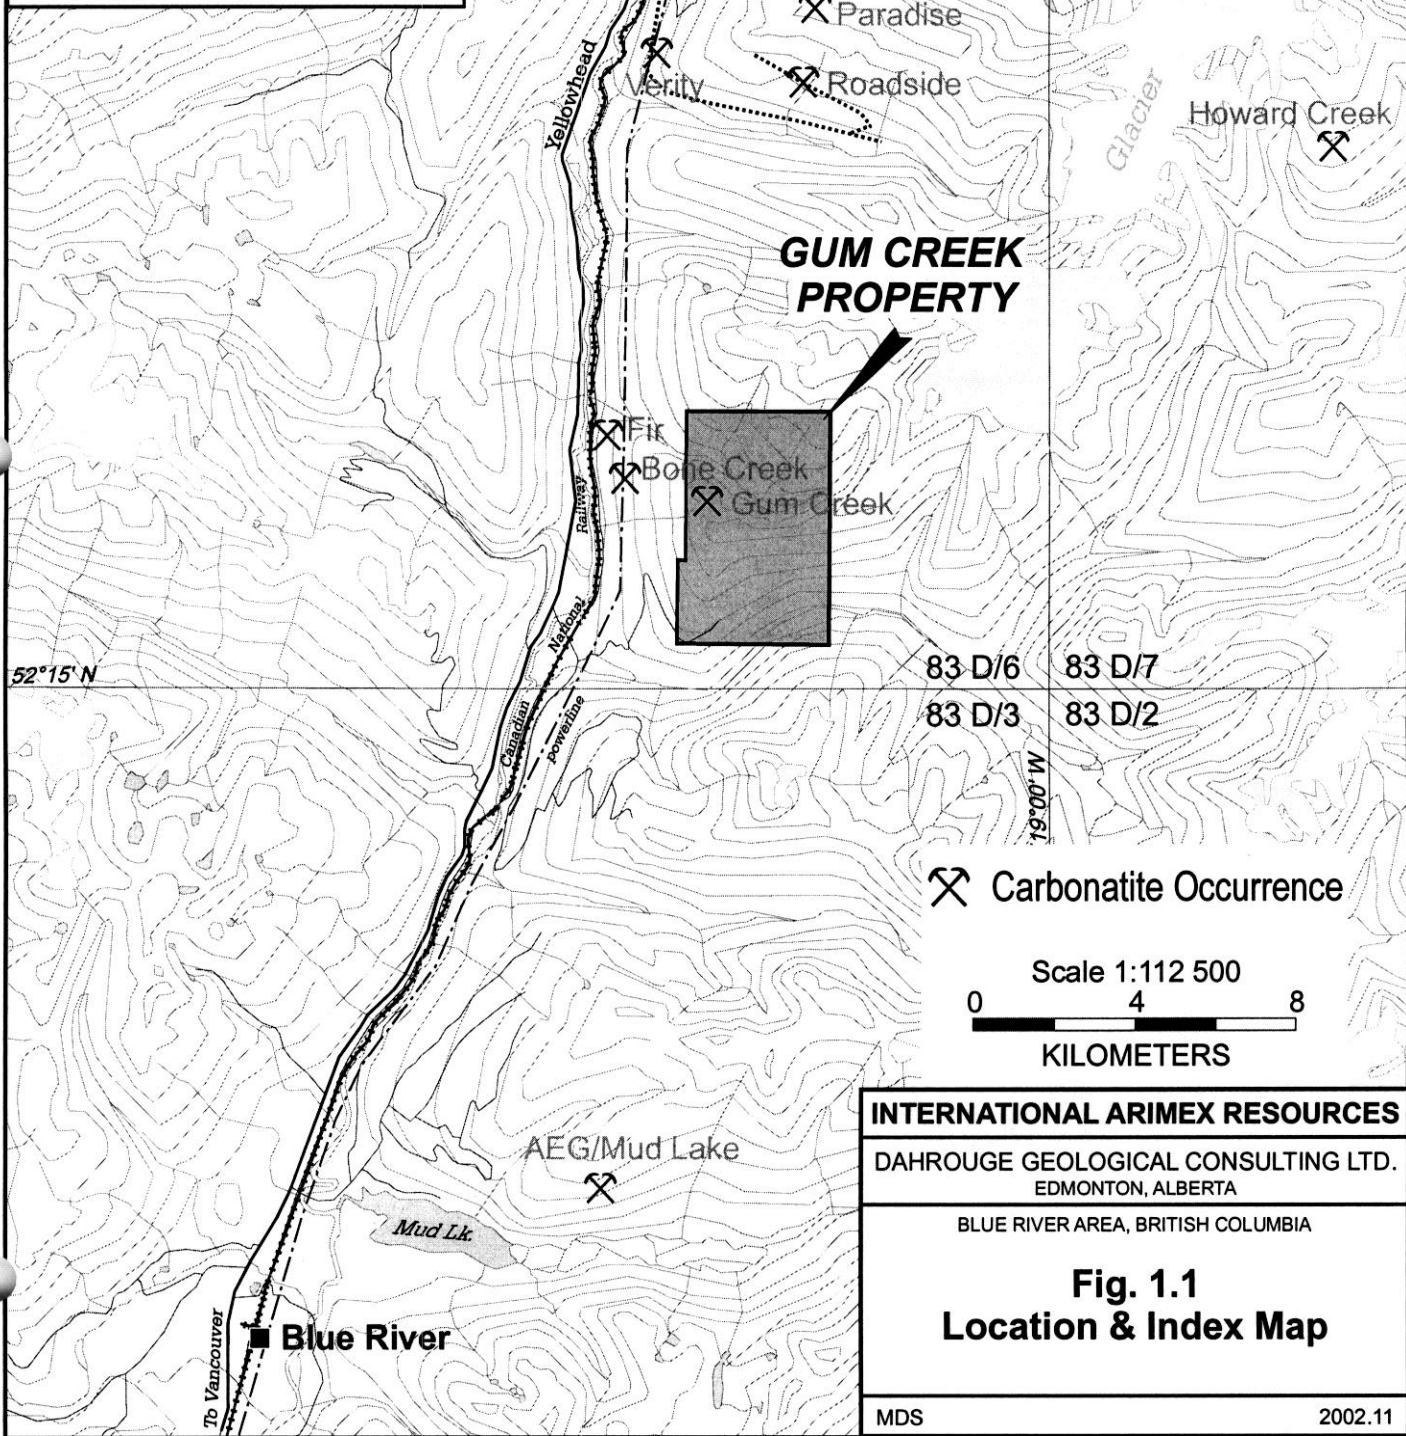 Paradise
Verity
Roadside
Yellowhead
Glacier
Howard Creek
GUM CREEK
PROPERTY
Fir
Bone Creek
Gum Creek
Railway
National
Canadian
powerline
52°15' N
83 D/6
83 D/7
83 D/3
83 D/2
19°00' W
Carbonatite Occurrence
Scale 1:112 500
0 4 8
KILOMETERS
INTERNATIONAL ARIMEX RESOURCES
DAHROUGE GEOLOGICAL CONSULTING LTD.
EDMONTON, ALBERTA
BLUE RIVER AREA, BRITISH COLUMBIA
Fig. 1.1
Location & Index Map
MDS
2002.11
AEG/Mud Lake
Mud Lk.
Blue River
To Vancouver